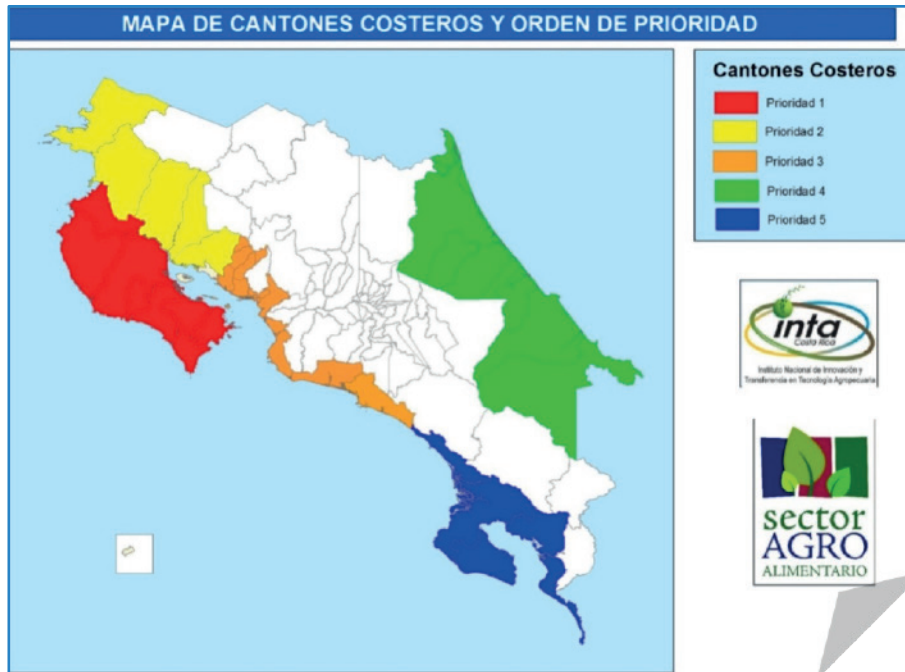 MAPA DE CANTONES COSTEROS Y ORDEN DE PRIORIDAD
Cantones Costeros
Prioridad 1
Prioridad 2
Prioridad 3
Prioridad 4
Prioridad 5
inta
Costa Rica
Instituto Nacional de Innovación y
Transferencia en Tecnología Agropecuaria
sector
AGRO
ALIMENTARIO